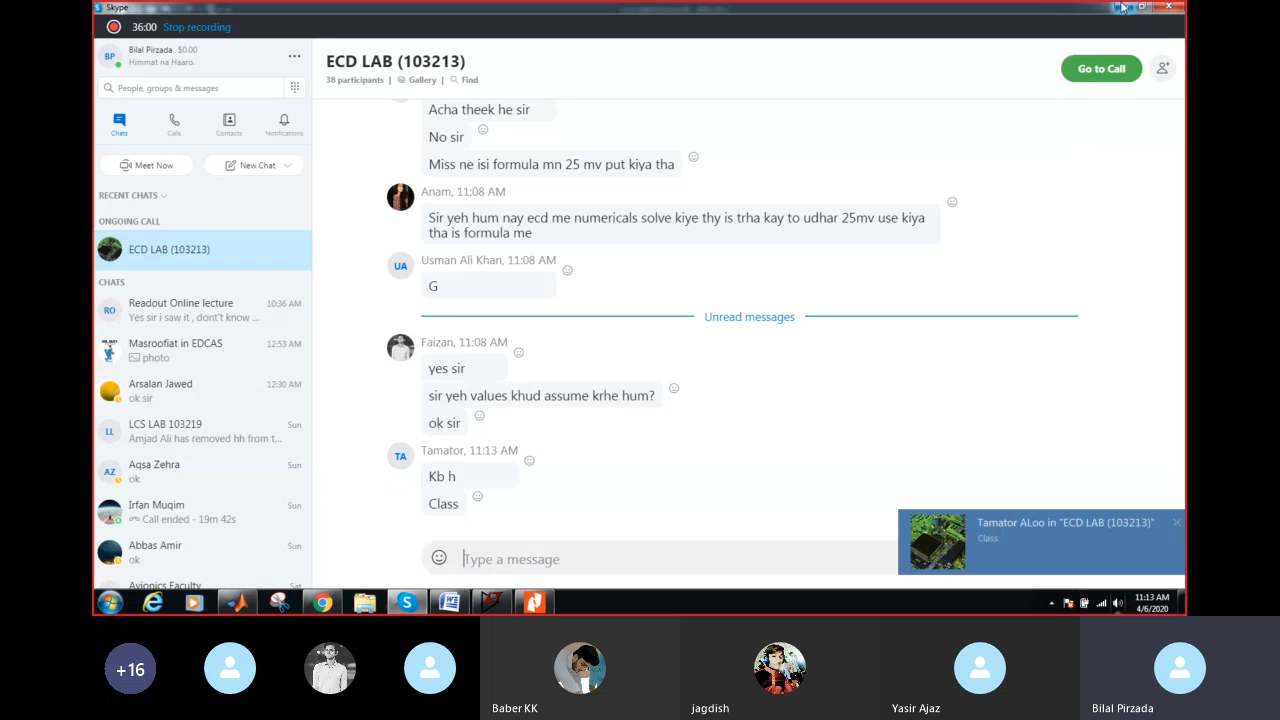 Skype
36:00 Stop recording
BP
Bilal Pirzada $0.00
Himmat na Haaro.
People, groups & messages
Chats
Calls
Contacts
Notifications
Meet Now
New Chat
RECENT CHATS
ONGOING CALL
ECD LAB (103213)
CHATS
RO
Readout Online lecture 10:36 AM
Yes sir i saw it , dont't know ...
Masroofiat in EDCAS 12:53 AM
photo
Arsalan Jawed 12:30 AM
ok sir
LL
LCS LAB 103219 Sun
Amjad Ali has removed hh from t...
AZ
Aqsa Zehra Sun
ok
Irfan Muqim Sun
Call ended - 19m 42s
Abbas Amir Sun
ok
Avionics Faculty Sat
ECD LAB (103213)
38 participants | Gallery | Find
Go to Call
Acha theek he sir
No sir
Miss ne isi formula mn 25 mv put kiya tha
Anam, 11:08 AM
Sir yeh hum nay ecd me numericals solve kiye thy is trha kay to udhar 25mv use kiya
tha is formula me
UA
Usman Ali Khan, 11:08 AM
G
Unread messages
Faizan, 11:08 AM
yes sir
sir yeh values khud assume krhe hum?
ok sir
TA
Tamator, 11:13 AM
Kb h
Class
Type a message
Tamator ALoo in "ECD LAB (103213)"
Class
11:13 AM
4/6/2020
+16
Baber KK
jagdish
Yasir Ajaz
Bilal Pirzada